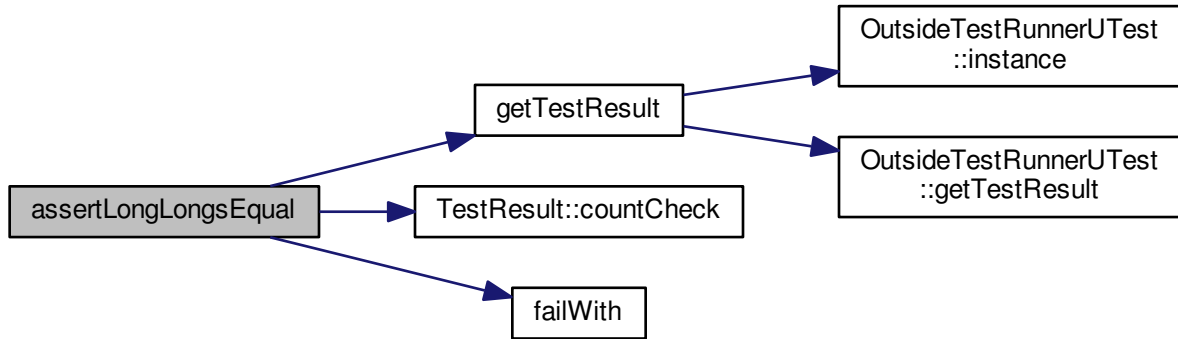 OutsideTestRunnerUTest
::instance
getTestResult
OutsideTestRunnerUTest
::getTestResult
assertLongLongsEqual
TestResult::countCheck
failWith